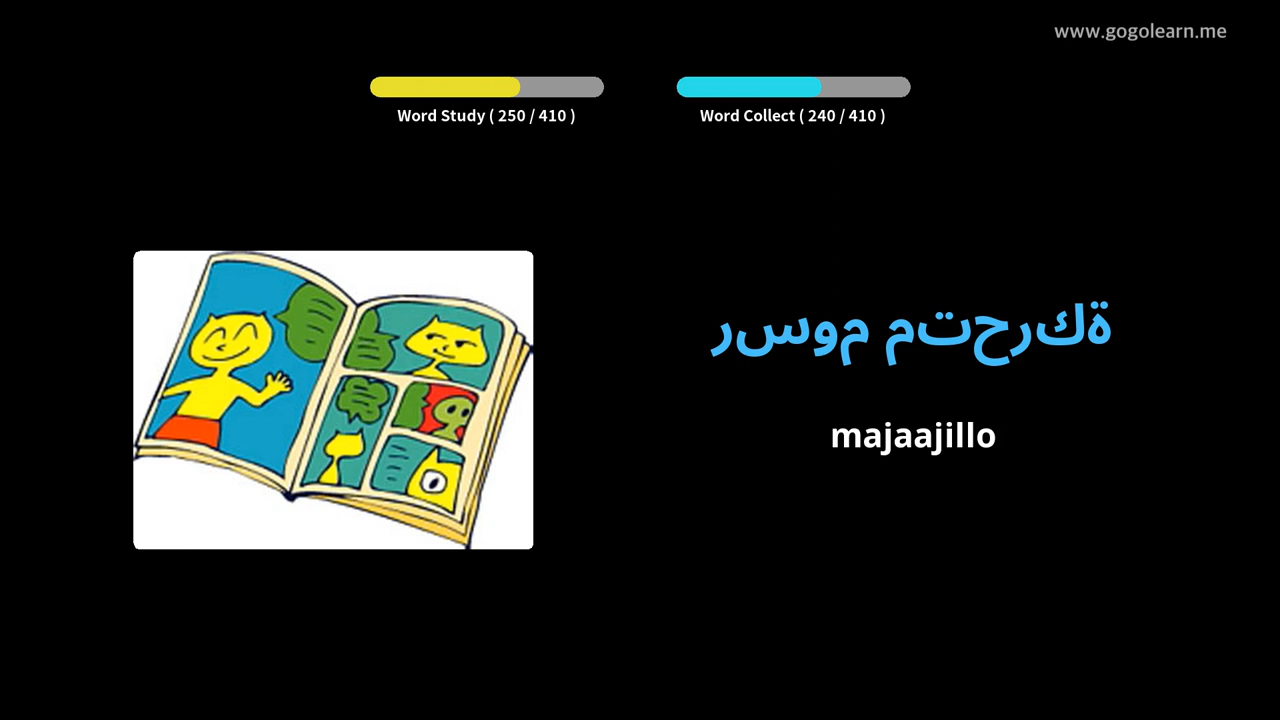 www.gogolearn.me
Word Study ( 250 / 410 )
Word Collect ( 240 / 410 )
رسوم متحركة
majaajillo